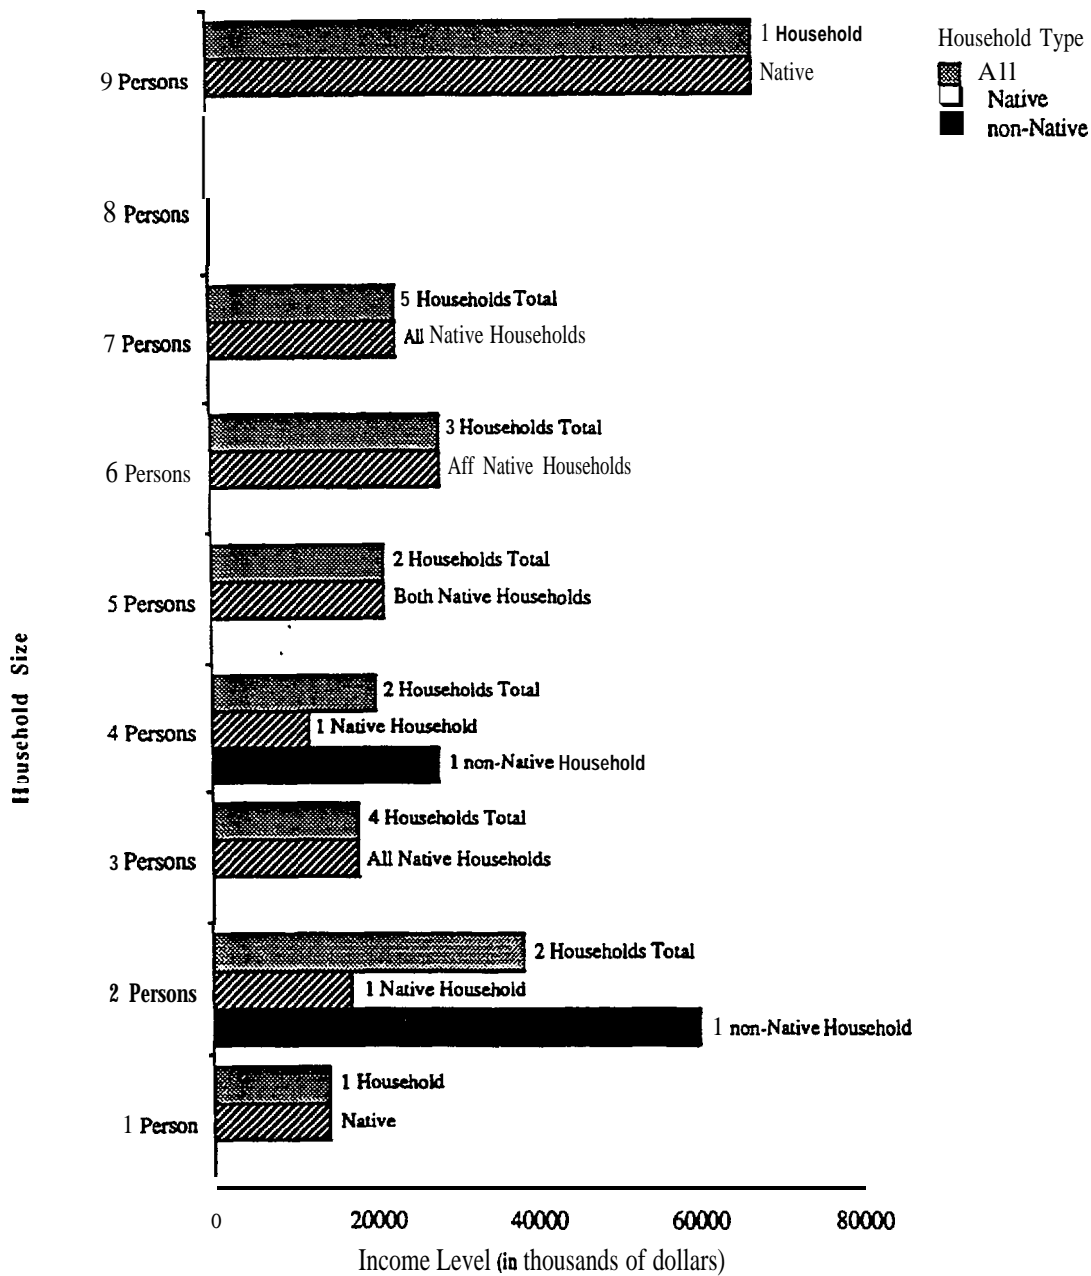 1 Household
Native
9 Persons
Household Type
A11
Native
non-Native
8 Persons
5 Households Total
All Native Households
7 Persons
3 Households Total
Aff Native Households
6 Persons
2 Households Total
Both Native Households
5 Persons
2 Households Total
1 Native Household
1 non-Native Household
4 Persons
4 Households Total
All Native Households
3 Persons
2 Households Total
1 Native Household
1 non-Native Household
2 Persons
1 Household
Native
1 Person
Household Size
0 20000 40000 60000 80000
Income Level (in thousands of dollars)